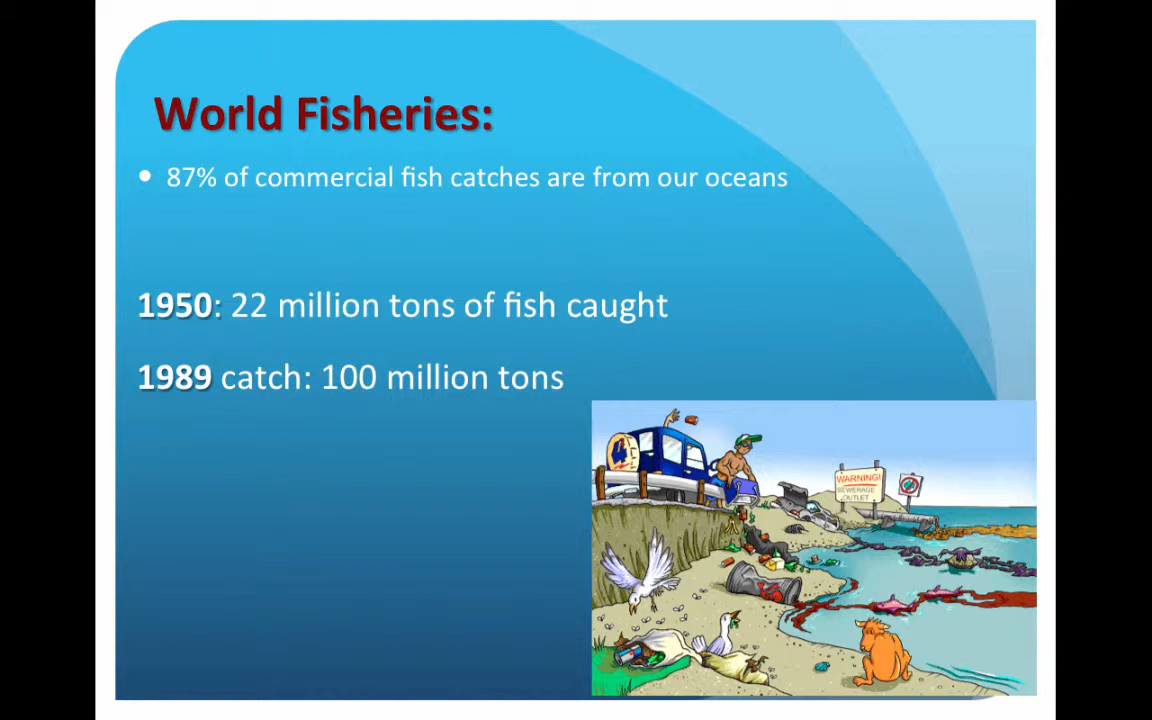 World Fisheries:
• 87% of commercial fish catches are from our oceans
1950: 22 million tons of fish caught
1989 catch: 100 million tons
4
WARNING!
SEWERAGE
OUTLET